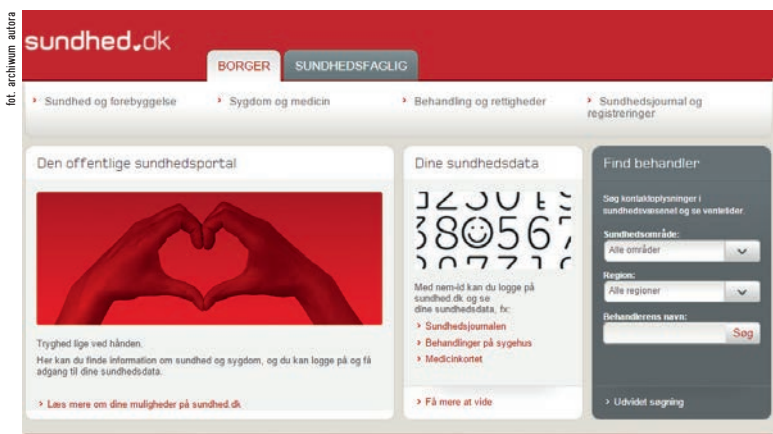 fot. archiwum autora
sundhed.dk
BORGER
SUNDHEDSFAGLIG
Sundhed og forebyggelse
Sygdom og medicin
Behandling og rettigheder
Sundhedsjournal og
registreringer
Den offentlige sundhedsportal
Tryghed lige ved hånden.
Her kan du finde information om sundhed og sygdom, og du kan logge på og få
adgang til dine sundhedsdata.
Læs mere om dine muligheder på sundhed.dk
Dine sundhedsdata
38 056
Med nem-id kan du logge på
sundhed.dk og se
dine sundhedsdata, fx:
Sundhedsjournalen
Behandlinger på sygehus
Medicinkortet
Få mere at vide
Find behandler
Søg kontaktoplysninger i
sundhedsvæsenet og se ventetider.
Sundhedsområde:
Alle områder
Region:
Alle regioner
Behandlerens navn:
Søg
Udvidet søgning